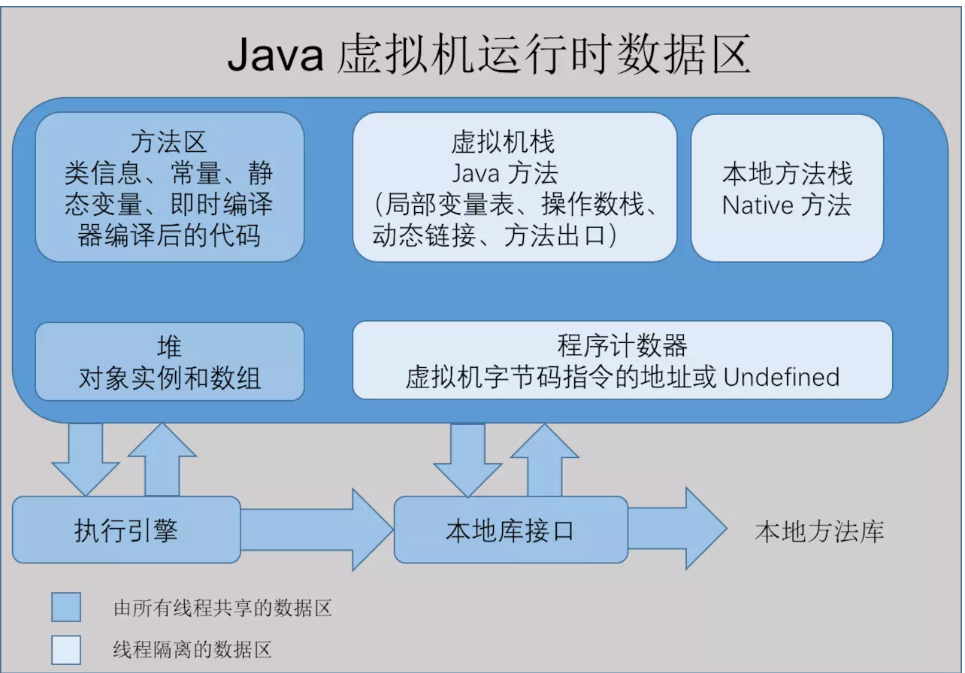 Java 虚拟机运行时数据区
方法区
类信息、常量、静
态变量、即时编译
器编译后的代码
虚拟机栈
Java 方法
（局部变量表、操作数栈、
动态链接、方法出口）
本地方法栈
Native 方法
堆
对象实例和数组
程序计数器
虚拟机字节码指令的地址或 Undefined
执行引擎
本地库接口
本地方法库
由所有线程共享的数据区
线程隔离的数据区